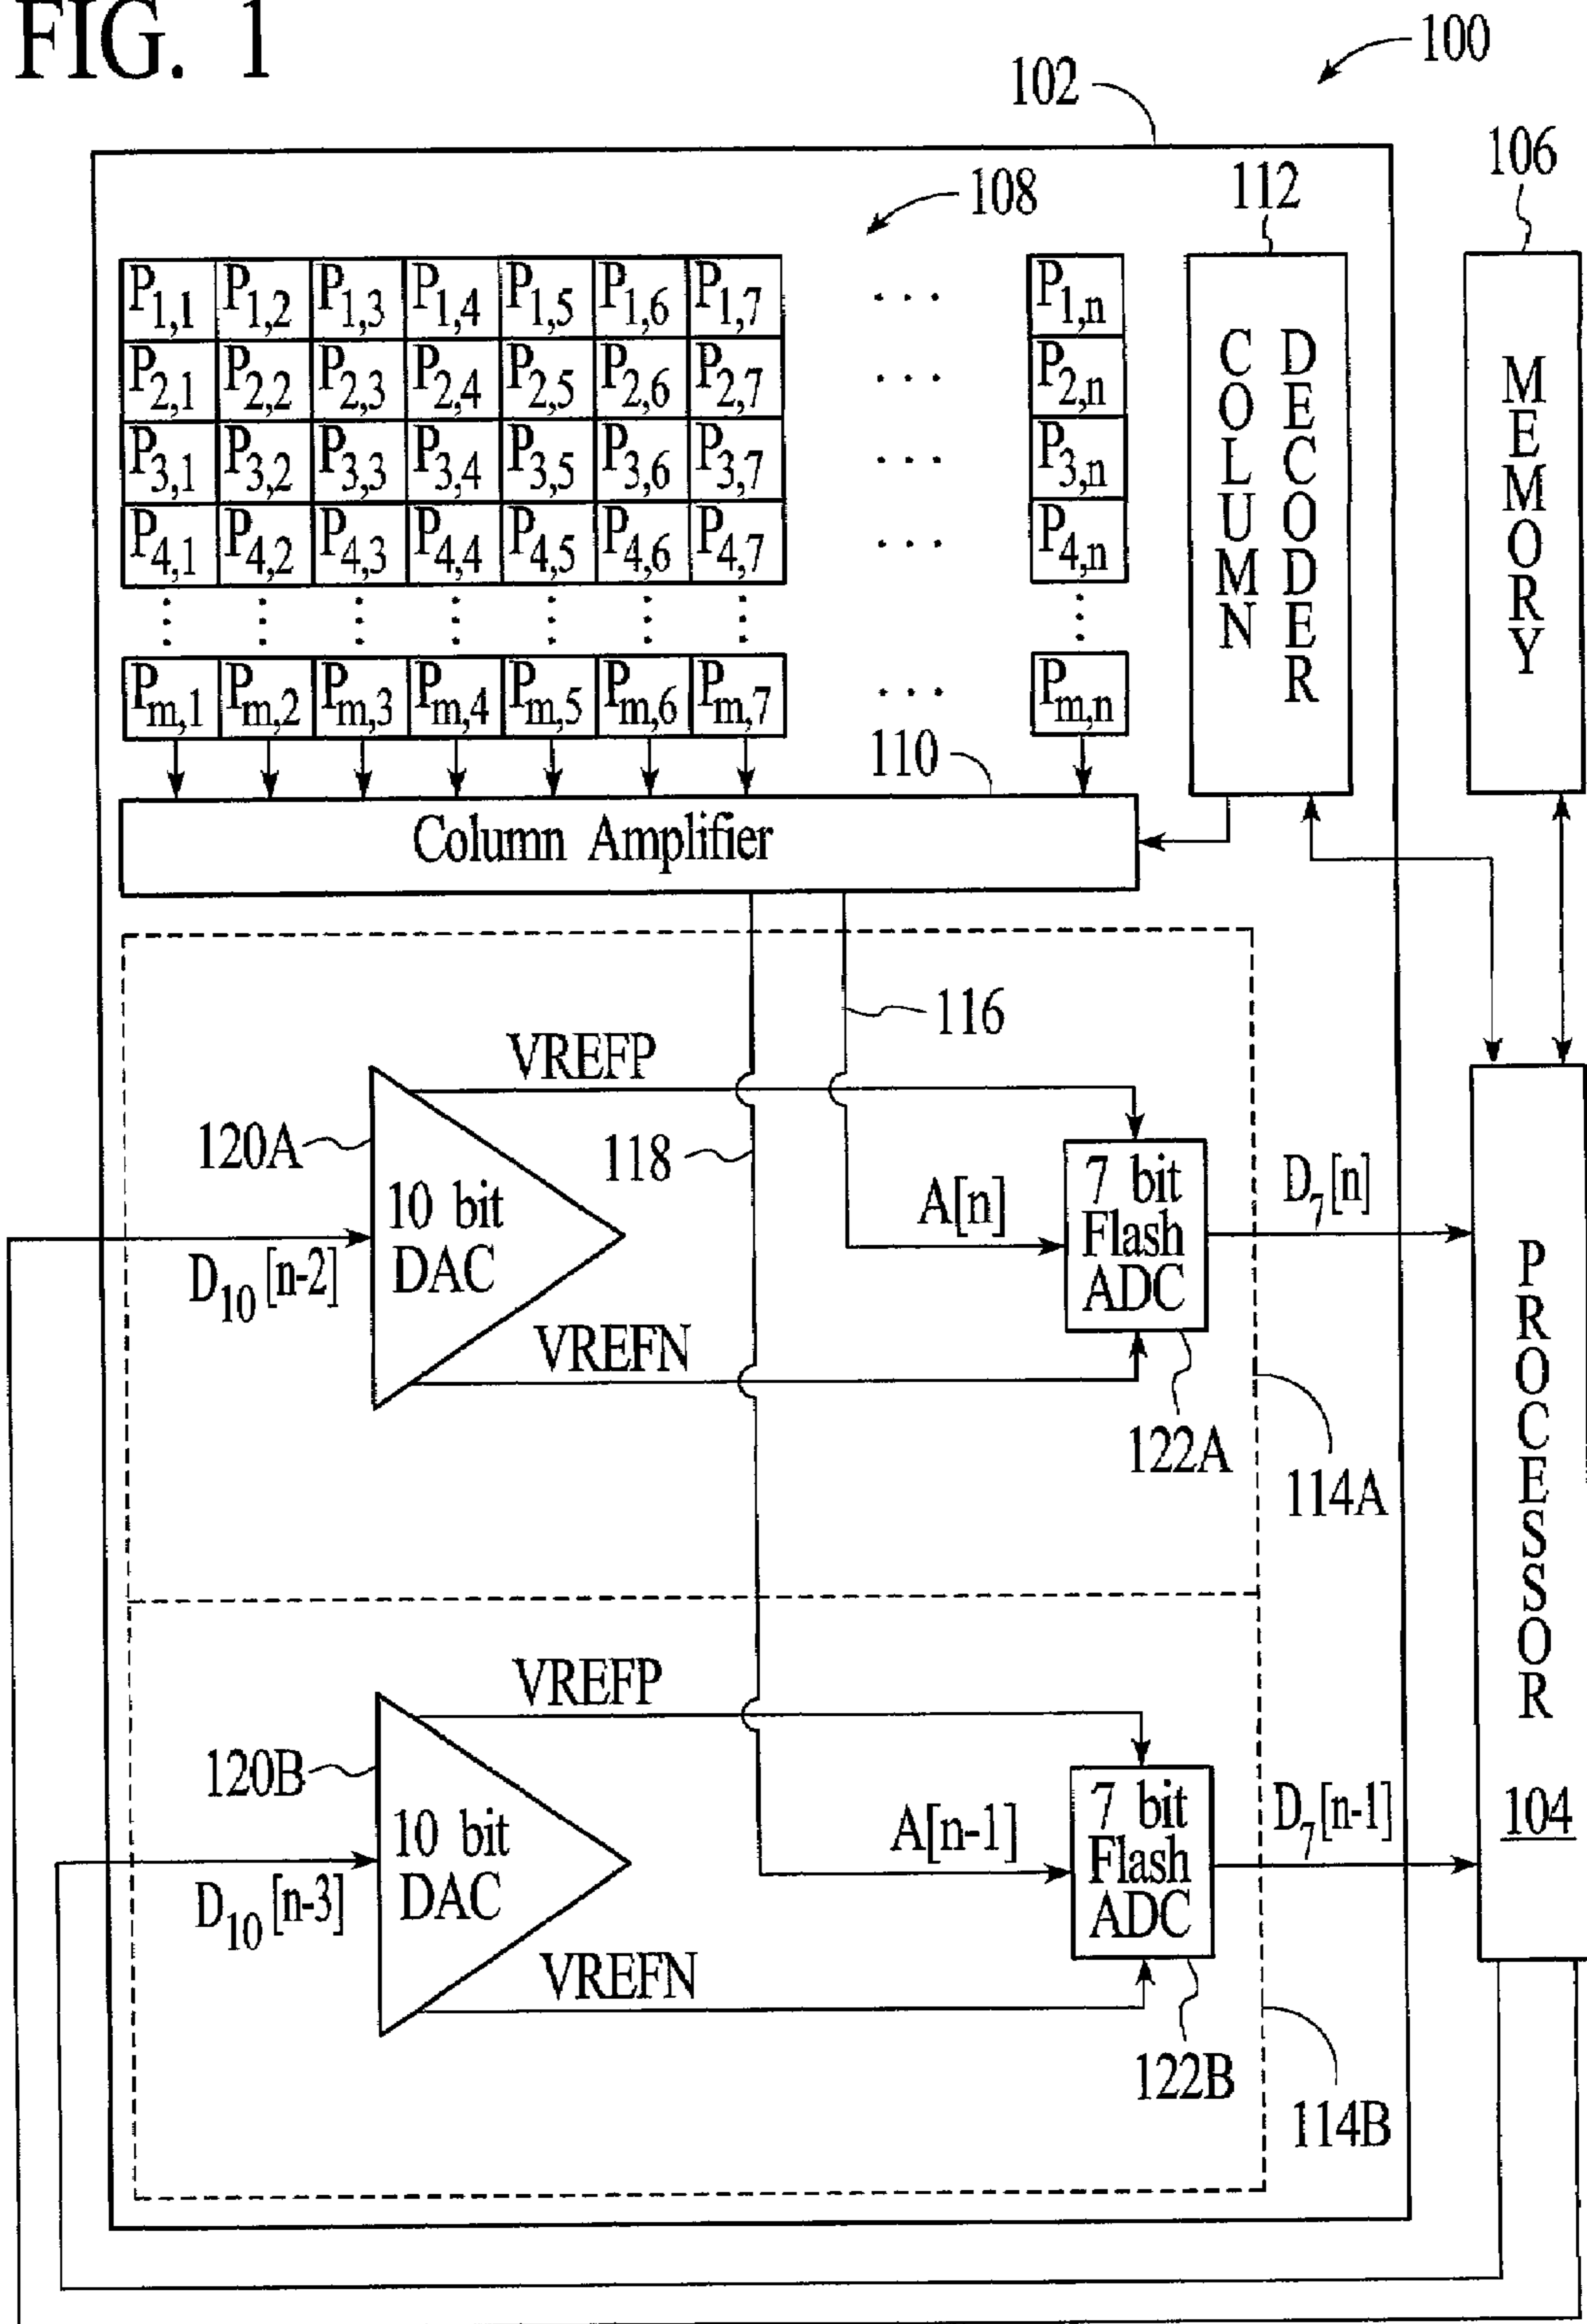 FIG. 1
100
102
106
108
112
P1,1 P1,2 P1,3 P1,4 P1,5 P1,6 P1,7 ... P1,n
P2,1 P2,2 P2,3 P2,4 P2,5 P2,6 P2,7 ... P2,n
P3,1 P3,2 P3,3 P3,4 P3,5 P3,6 P3,7 ... P3,n
P4,1 P4,2 P4,3 P4,4 P4,5 P4,6 P4,7 ... P4,n
Pm,1 Pm,2 Pm,3 Pm,4 Pm,5 Pm,6 Pm,7 ... Pm,n
COLUMN
DECODER
MEMORY
110
Column Amplifier
116
VREFP
120A
118
10 bit
DAC
D10[n-2]
A[n]
7 bit
Flash
ADC
D7[n]
VREFN
122A
114A
PROCESSOR
104
VREFP
120B
10 bit
DAC
D10[n-3]
A[n-1]
7 bit
Flash
ADC
D7[n-1]
VREFN
122B
114B